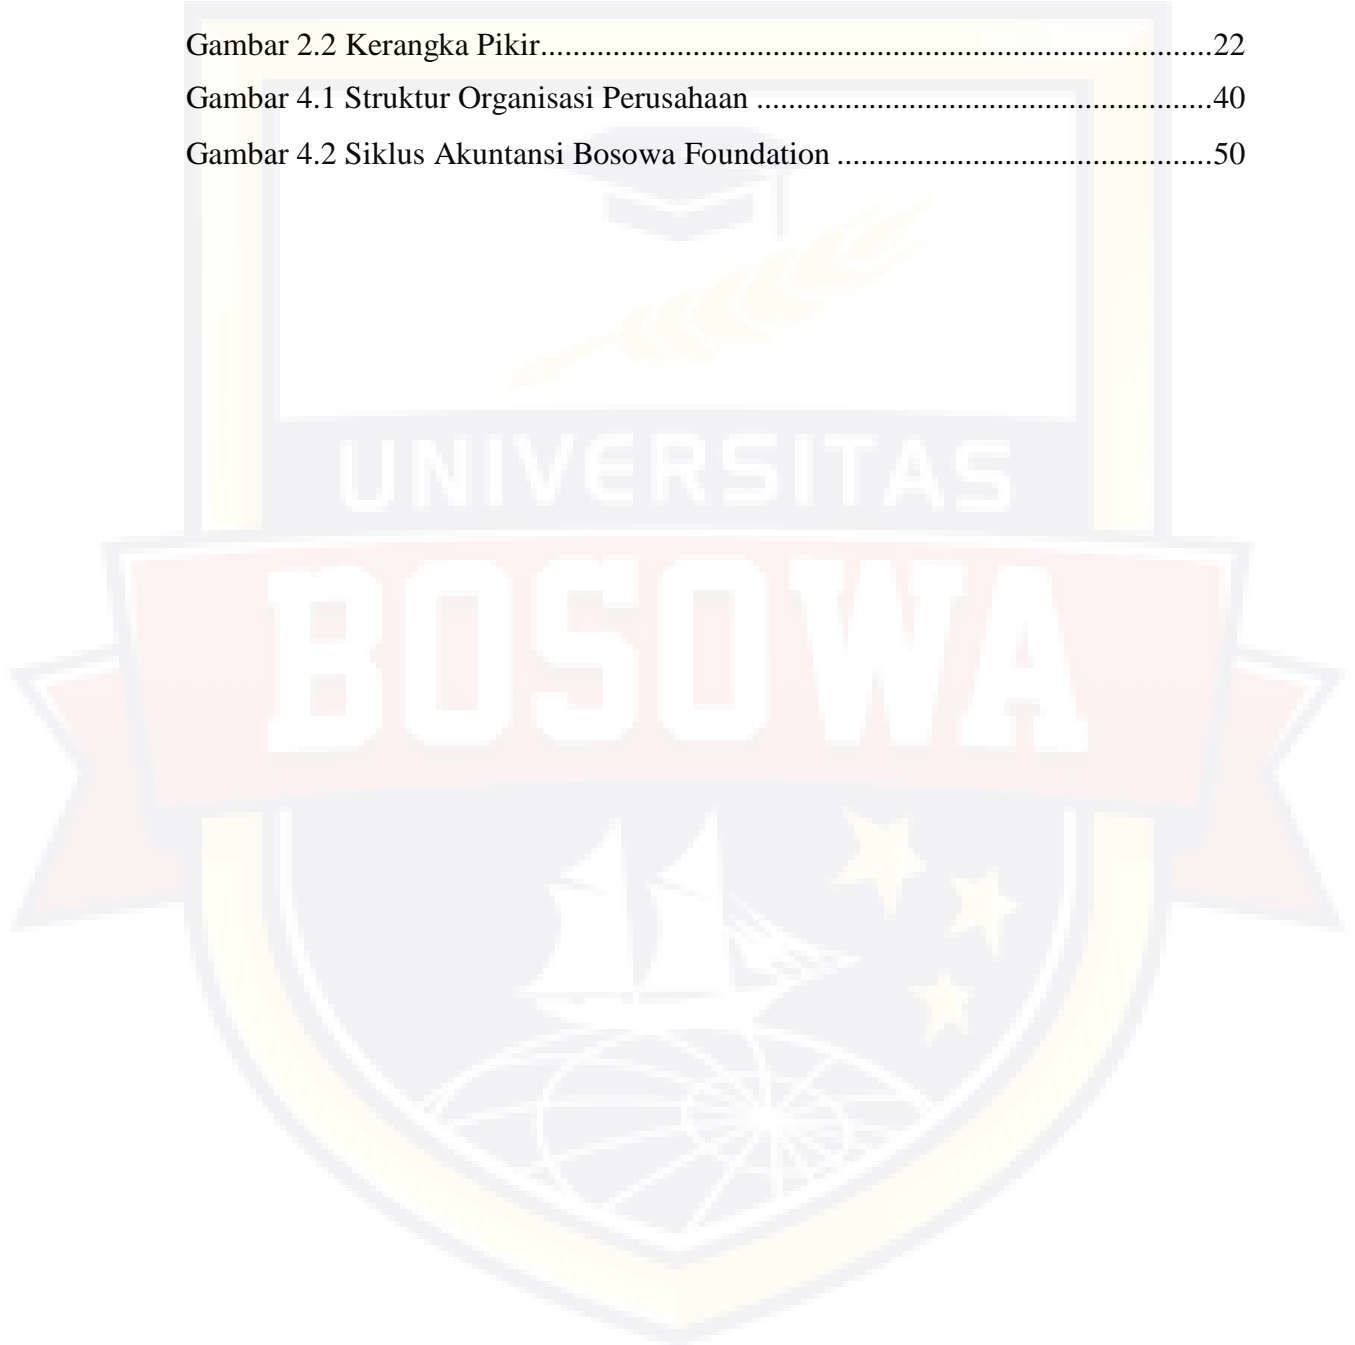 Gambar 2.2 Kerangka Pikir....................................................................................22
Gambar 4.1 Struktur Organisasi Perusahaan .........................................................40
Gambar 4.2 Siklus Akuntansi Bosowa Foundation ...............................................50
UNIVERSITAS
BOSOWA